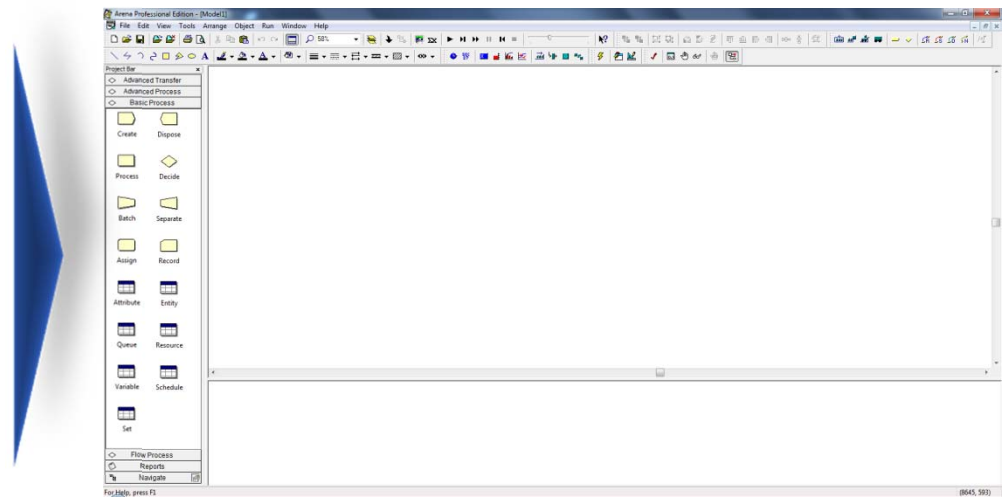 Arena Professional Edition - [Model1]
File Edit View Tools Arrange Object Run Window Help
58%
A
Project Bar
Advanced Transfer
Advanced Process
Basic Process
Create Dispose
Process Decide
Batch Separate
Assign Record
Attribute Entity
Queue Resource
Variable Schedule
Set
Flow Process
Reports
Navigate
For Help, press F1
(8645, 593)